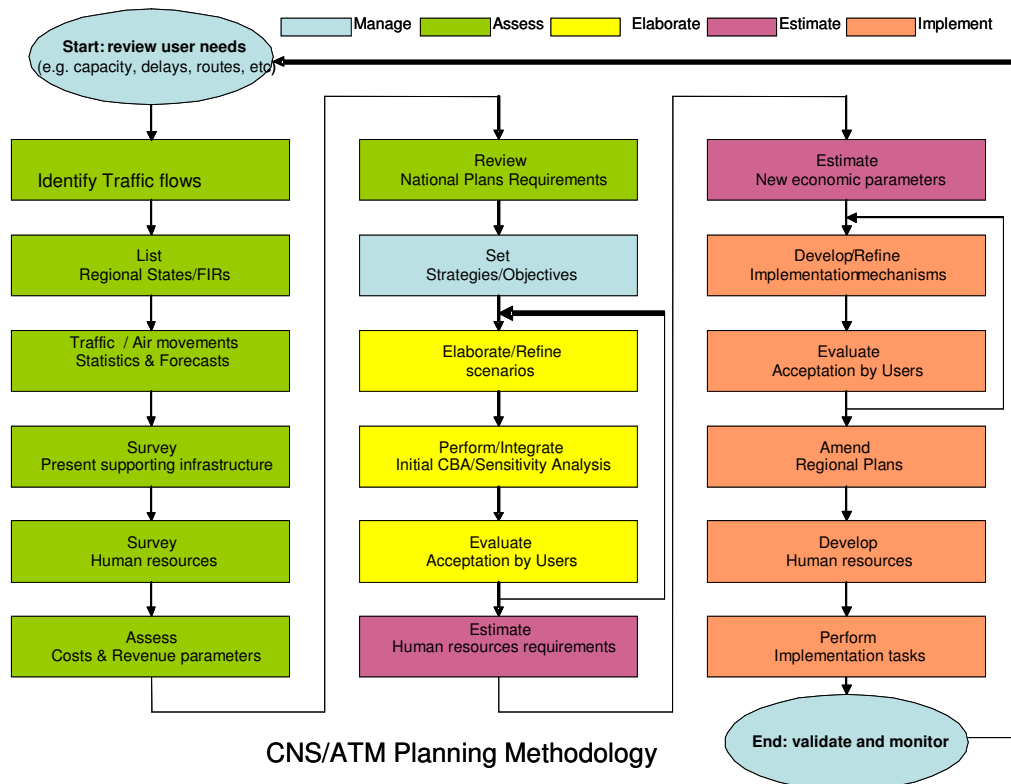 Manage
Assess
Elaborate
Estimate
Implement
Start: review user needs
(e.g. capacity, delays, routes, etc)
Identify Traffic flows
List
Regional States/FIRs
Traffic / Air movements
Statistics & Forecasts
Survey
Present supporting infrastructure
Survey
Human resources
Assess
Costs & Revenue parameters
Review
National Plans Requirements
Set
Strategies/Objectives
Elaborate/Refine
scenarios
Perform/Integrate
Initial CBA/Sensitivity Analysis
Evaluate
Acceptation by Users
Estimate
Human resources requirements
Estimate
New economic parameters
Develop/Refine
Implementationmechanisms
Evaluate
Acceptation by Users
Amend
Regional Plans
Develop
Human resources
Perform
Implementation tasks
End: validate and monitor
CNS/ATM Planning Methodology